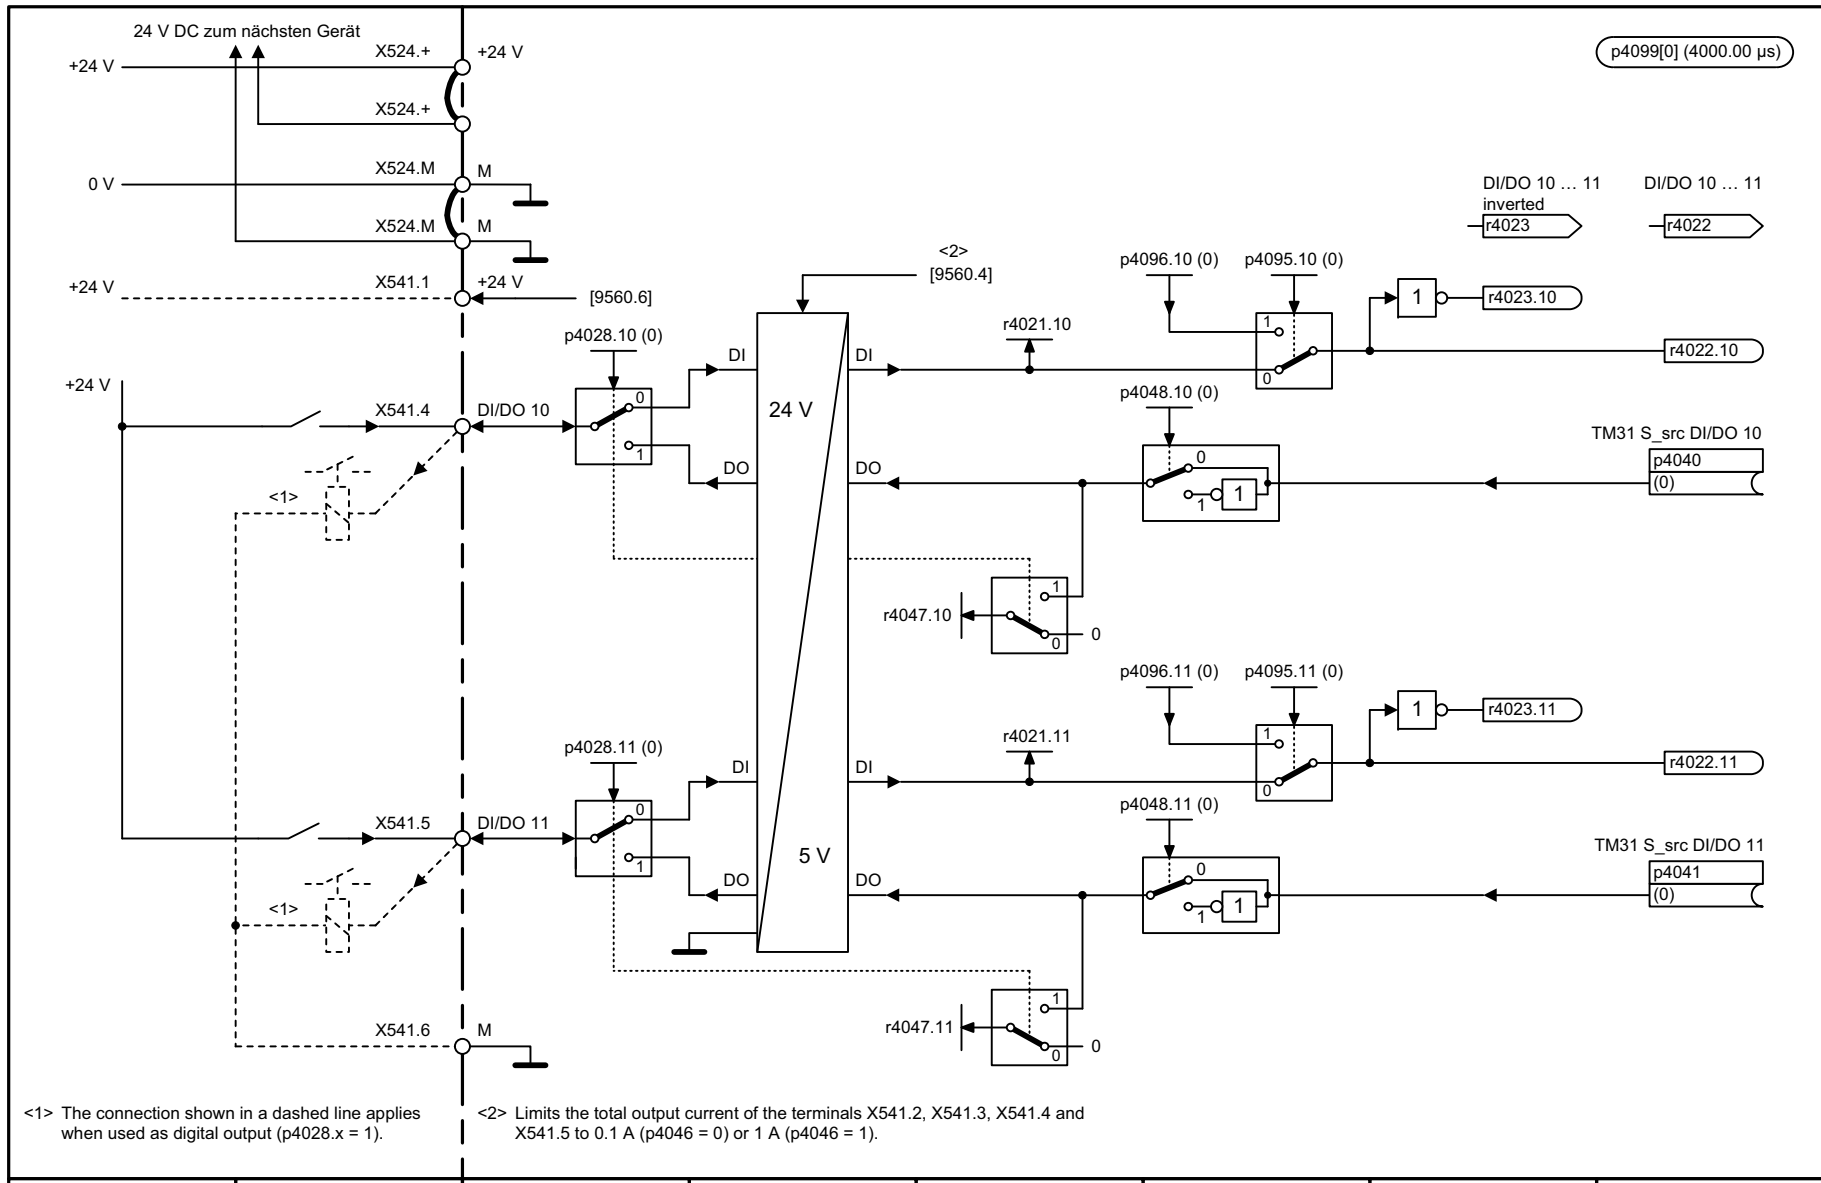 24 V DC zum nächsten Gerät
p4099[0] (4000.00 µs)
+24 V
X524.+
+24 V
X524.+
0 V
X524.M
M
X524.M
M
DI/DO 10 … 11
inverted
r4023
DI/DO 10 … 11
r4022
+24 V
X541.1
+24 V
[9560.6]
<2>
[9560.4]
p4096.10 (0)
p4095.10 (0)
1
r4023.10
p4028.10 (0)
r4021.10
1
0
r4022.10
DI
DI
+24 V
X541.4
DI/DO 10
0
1
24 V
p4048.10 (0)
TM31 S_src DI/DO 10
p4040
(0)
DO
DO
0
1
1
<1>
r4047.10
1
0
0
p4096.11 (0)
p4095.11 (0)
1
r4023.11
p4028.11 (0)
r4021.11
1
0
r4022.11
DI
DI
X541.5
DI/DO 11
0
1
5 V
p4048.11 (0)
TM31 S_src DI/DO 11
p4041
(0)
DO
DO
0
1
1
<1>
r4047.11
1
0
0
X541.6
M
<1> The connection shown in a dashed line applies
when used as digital output (p4028.x = 1).
<2> Limits the total output current of the terminals X541.2, X541.3, X541.4 and
X541.5 to 0.1 A (p4046 = 0) or 1 A (p4046 = 1).